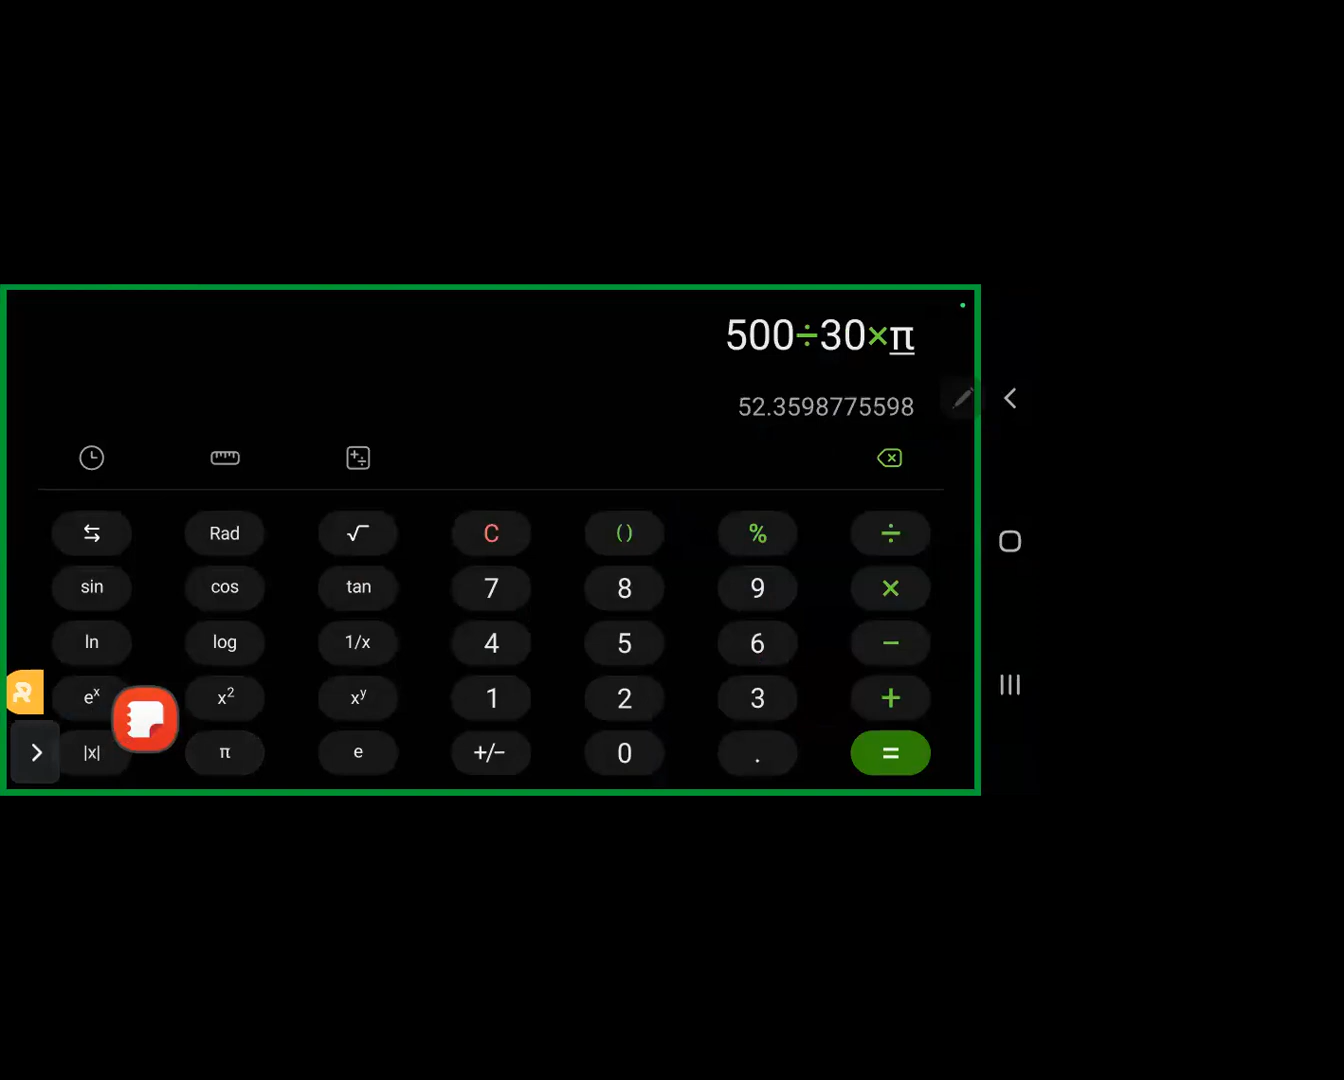 500÷30×π
52.3598775598
⇆ Rad √ C () % ÷
sin cos tan 7 8 9 ×
ln log 1/x 4 5 6 −
eˣ x² xʸ 1 2 3 +
|x| π e +/− 0 . =